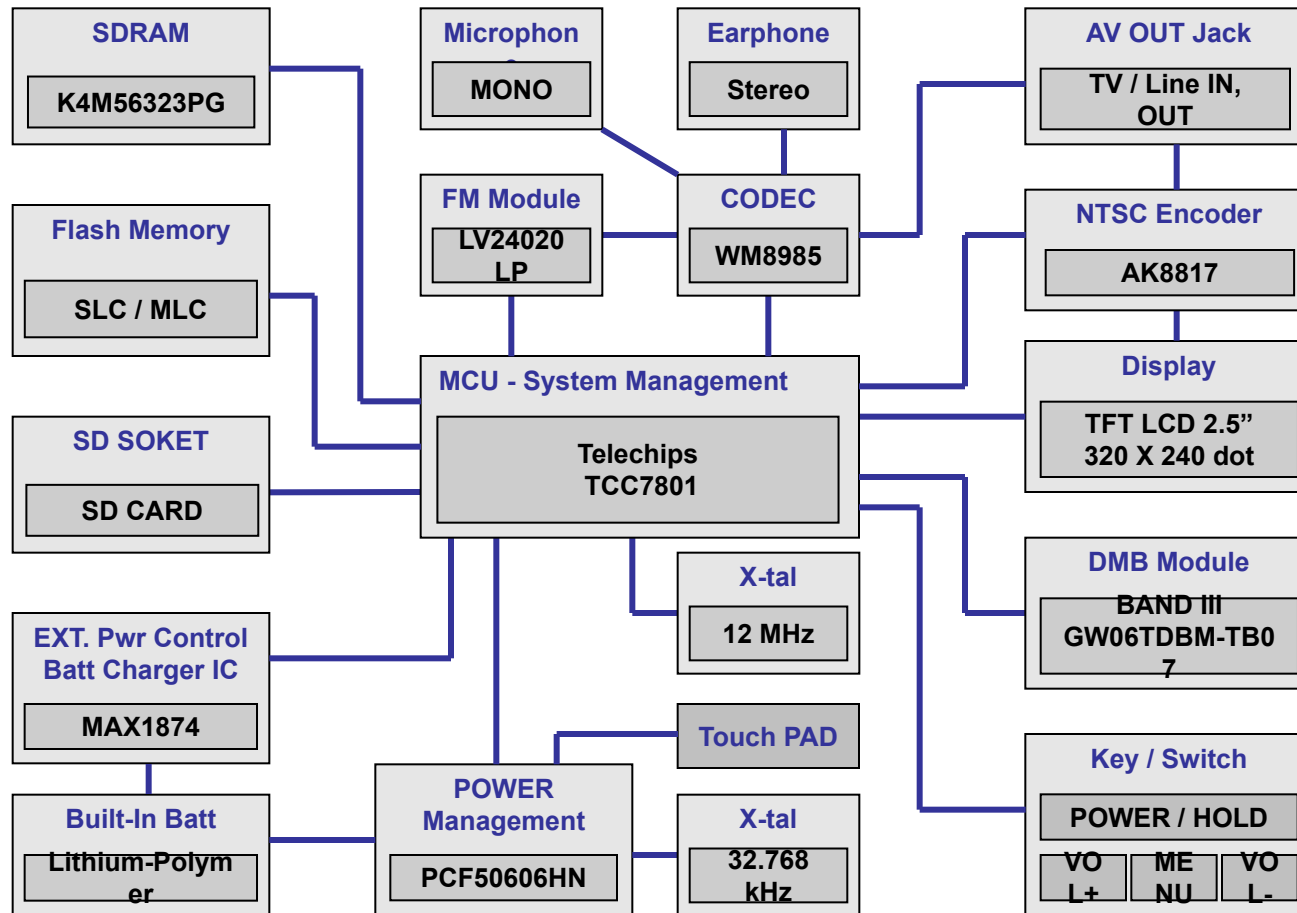 SDRAM
K4M56323PG
Microphon
MONO
Earphone
Stereo
AV OUT Jack
TV / Line IN,
OUT
Flash Memory
SLC / MLC
FM Module
LV24020
LP
CODEC
WM8985
NTSC Encoder
AK8817
MCU - System Management
Telechips
TCC7801
Display
TFT LCD 2.5”
320 X 240 dot
SD SOKET
SD CARD
X-tal
12 MHz
DMB Module
BAND III
GW06TDBM-TB0
7
EXT. Pwr Control
Batt Charger IC
MAX1874
Touch PAD
Key / Switch
POWER / HOLD
VO
L+
ME
NU
VO
L-
Built-In Batt
Lithium-Polym
er
POWER
Management
PCF50606HN
X-tal
32.768
kHz